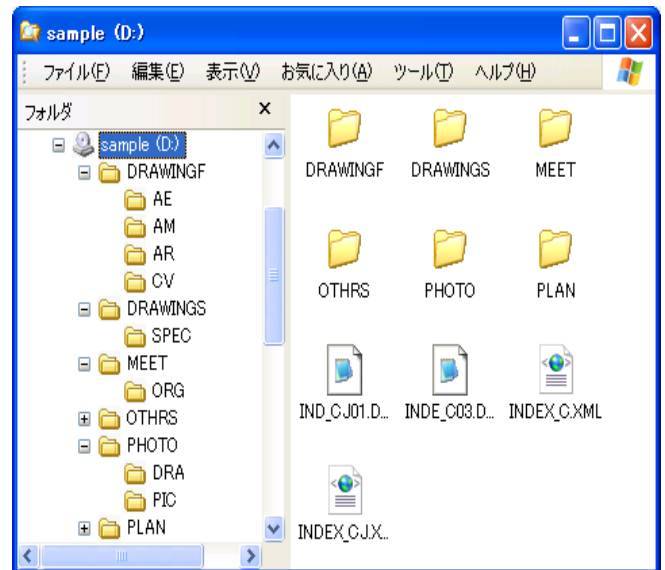 sample (D:)
ファイル(F) 編集(E) 表示(V) お気に入り(A) ツール(T) ヘルプ(H)
フォルダ x
sample (D:)
DRAWINGF
AE
AM
AR
CV
DRAWINGS
SPEC
MEET
ORG
OTHRS
PHOTO
DRA
PIC
PLAN
DRAWINGF DRAWINGS MEET
OTHRS PHOTO PLAN
IND_CJ01.D... INDE_C03.D... INDEX_C.XML
INDEX_CJ.X...